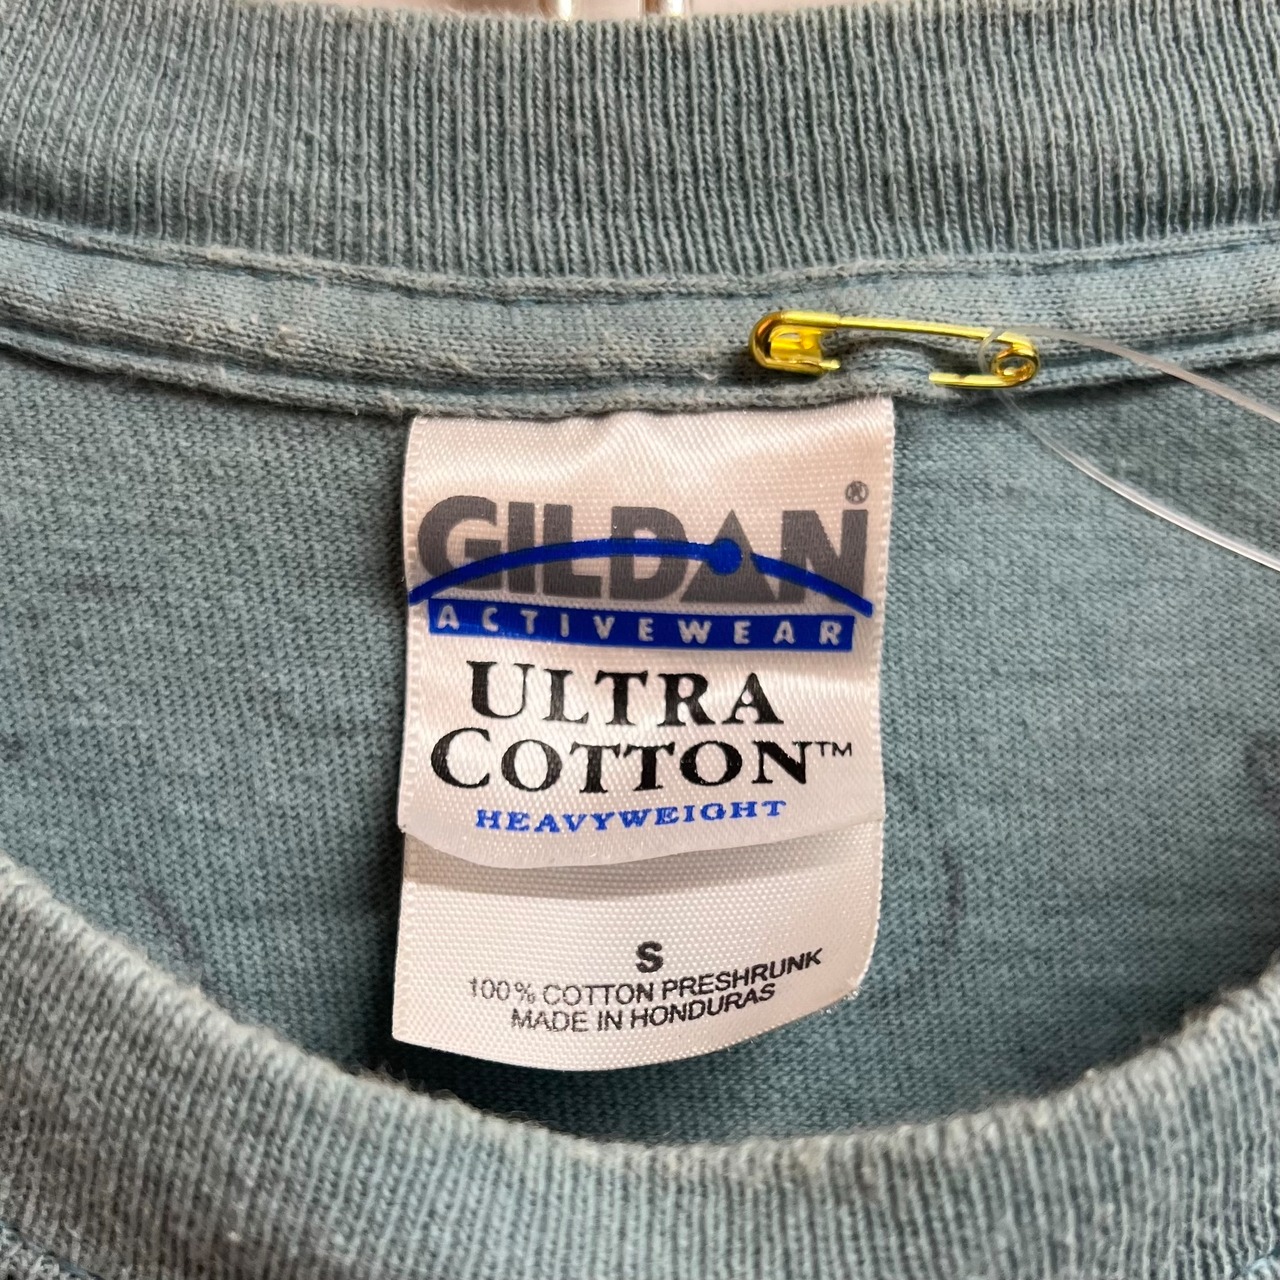 GILDAN®
ACTIVEWEAR
ULTRA
COTTON™
HEAVYWEIGHT
S
100% COTTON PRESHRUNK
MADE IN HONDURAS